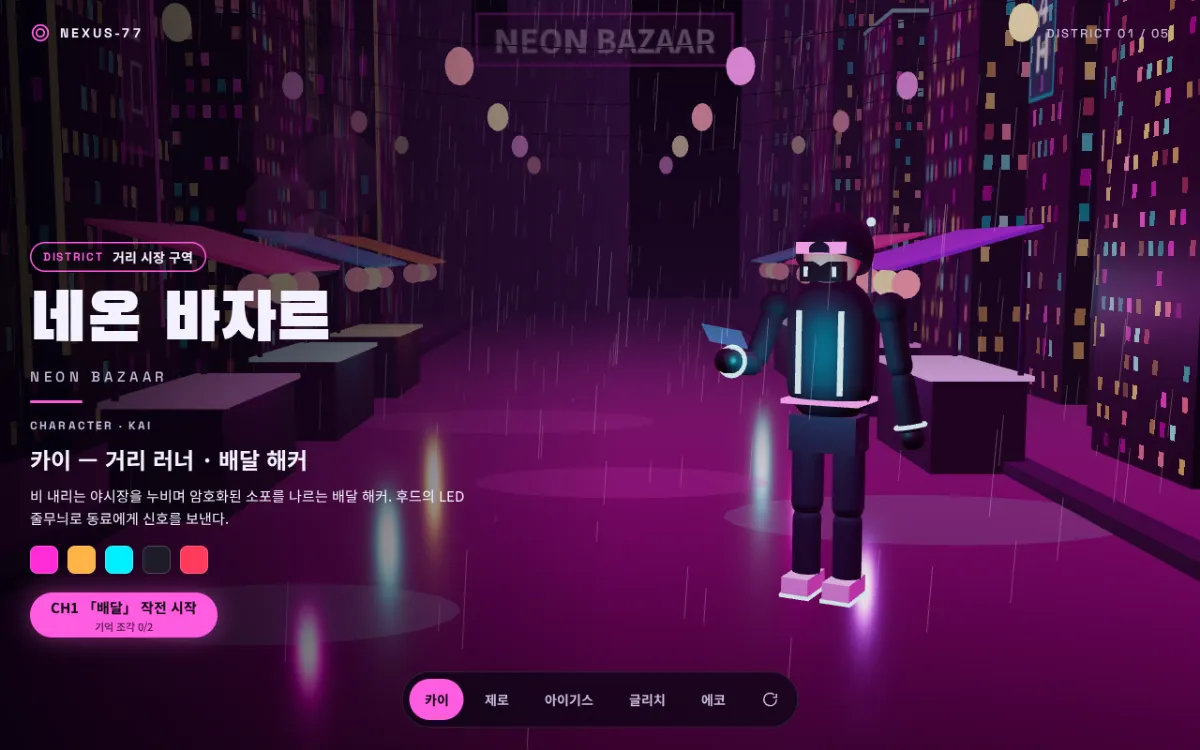 NEXUS-77
NEON BAZAAR
DISTRICT 01 / 05
H
H
DISTRICT 거리 시장 구역
네온 바자르
NEON BAZAAR
CHARACTER · KAI
카이 — 거리 러너 · 배달 해커
비 내리는 야시장을 누비며 암호화된 소포를 나르는 배달 해커. 후드의 LED
줄무늬로 동료에게 신호를 보낸다.
CH1 「배달」 작전 시작
기억 조각 0/2
카이 제로 아이기스 글리치 에코